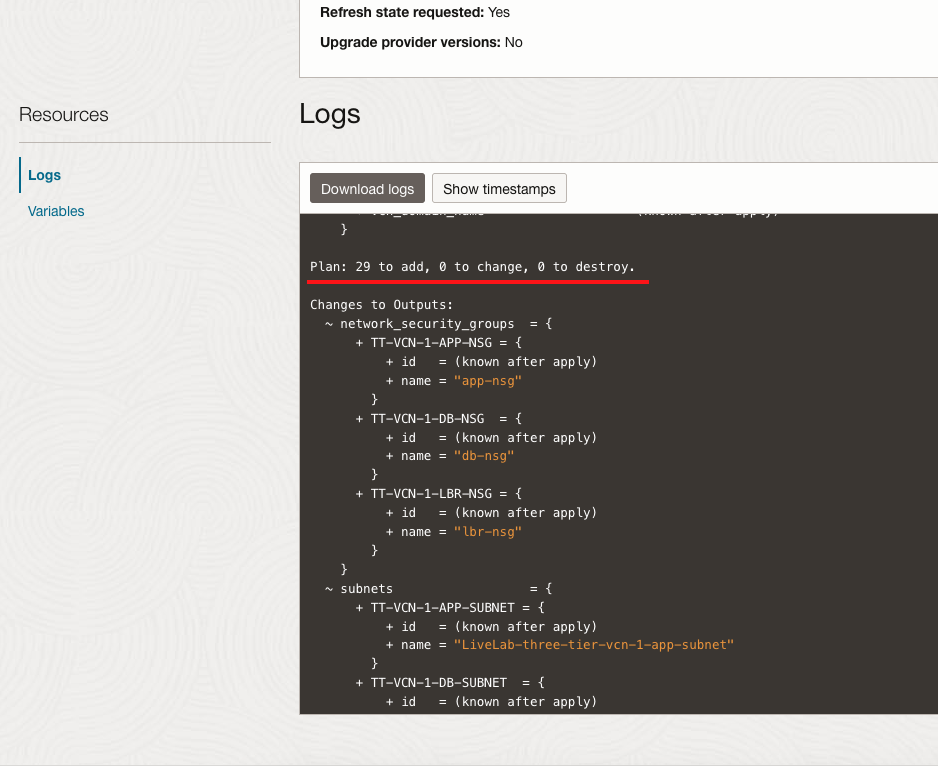 Refresh state requested: Yes
Upgrade provider versions: No
Resources
Logs
Variables
Logs
Download logs
Show timestamps
(known after apply)
}
Plan: 29 to add, 0 to change, 0 to destroy.
Changes to Outputs:
~ network_security_groups = {
+ TT-VCN-1-APP-NSG = {
+ id = (known after apply)
+ name = "app-nsg"
}
+ TT-VCN-1-DB-NSG = {
+ id = (known after apply)
+ name = "db-nsg"
}
+ TT-VCN-1-LBR-NSG = {
+ id = (known after apply)
+ name = "lbr-nsg"
}
}
~ subnets = {
+ TT-VCN-1-APP-SUBNET = {
+ id = (known after apply)
+ name = "LiveLab-three-tier-vcn-1-app-subnet"
}
+ TT-VCN-1-DB-SUBNET = {
+ id = (known after apply)